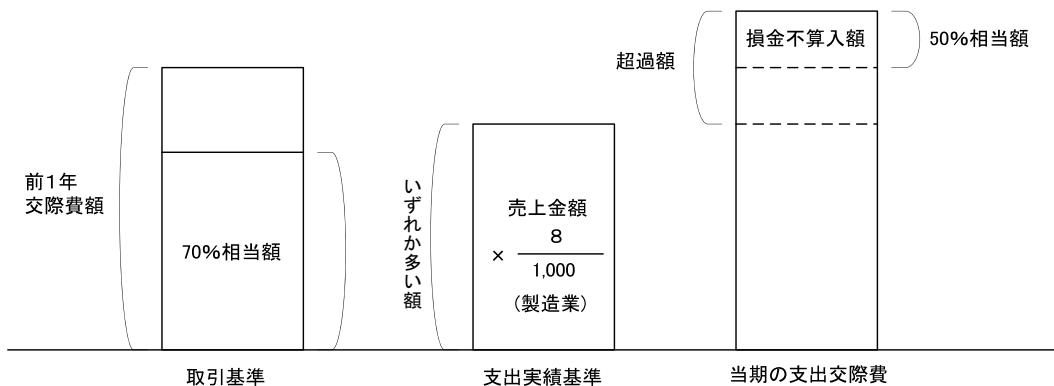 前1年
交際費額
70%相当額
取引基準
いずれか多い額
売上金額
× 8
1,000
(製造業)
支出実績基準
超過額
損金不算入額
50%相当額
当期の支出交際費